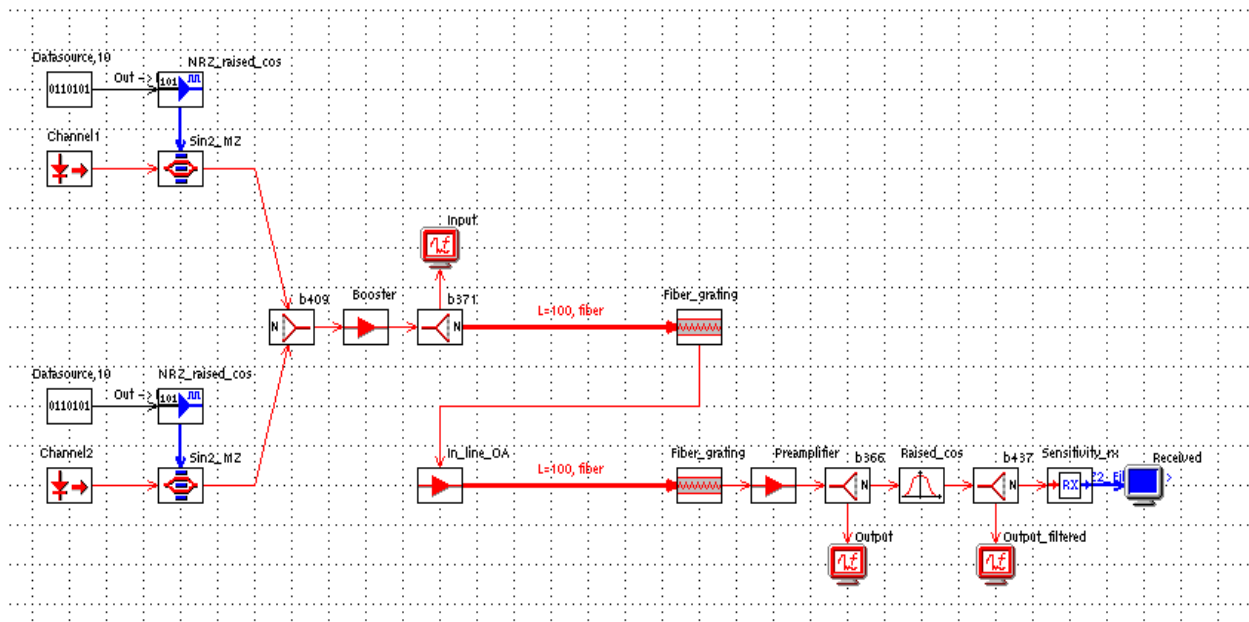 Datasource,10
NRZ_raised_cos
0110101
Out ->
101
Channel1
Sin2_MZ
Input
b409
Booster
b371
L=100, fiber
Fiber_grating
N
N
Datasource,10
NRZ_raised_cos
0110101
Out ->
101
Channel2
Sin2_MZ
In_line_OA
L=100, fiber
Fiber_grating
Preamplifier
b366
Raised_cos
b437
Sensitivity_rx
Received
N
N
RX
Output
Output_filtered